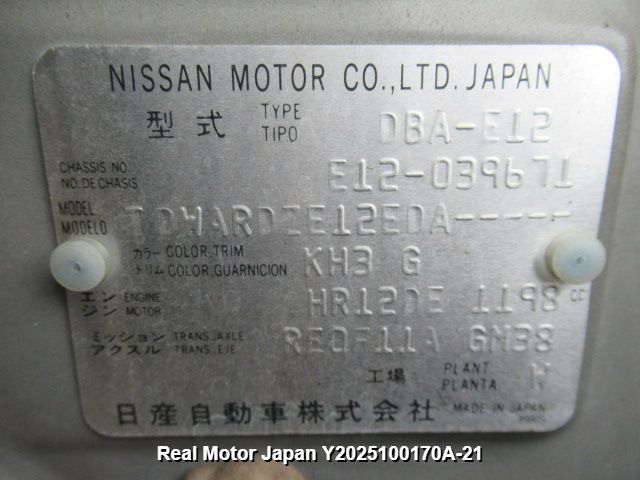 NISSAN MOTOR CO.,LTD. JAPAN
型式 TYPE TIPO DBA-E12
CHASSIS NO. NO.DECHASIS E12-039671
MODEL MODELO TDWARDZE12EDA-----
カラー COLOR,TRIM
トリム COLOR,GUARNICION KH3 G
エンジン ENGINE MOTOR HR12DE 1198 cc
ミッション TRANS.,AXLE
アクスル TRANS.,EJE RE0F11A GM38
工場 PLANT PLANTA W
日産自動車株式会社 MADE IN JAPAN
Real Motor Japan Y2025100170A-21